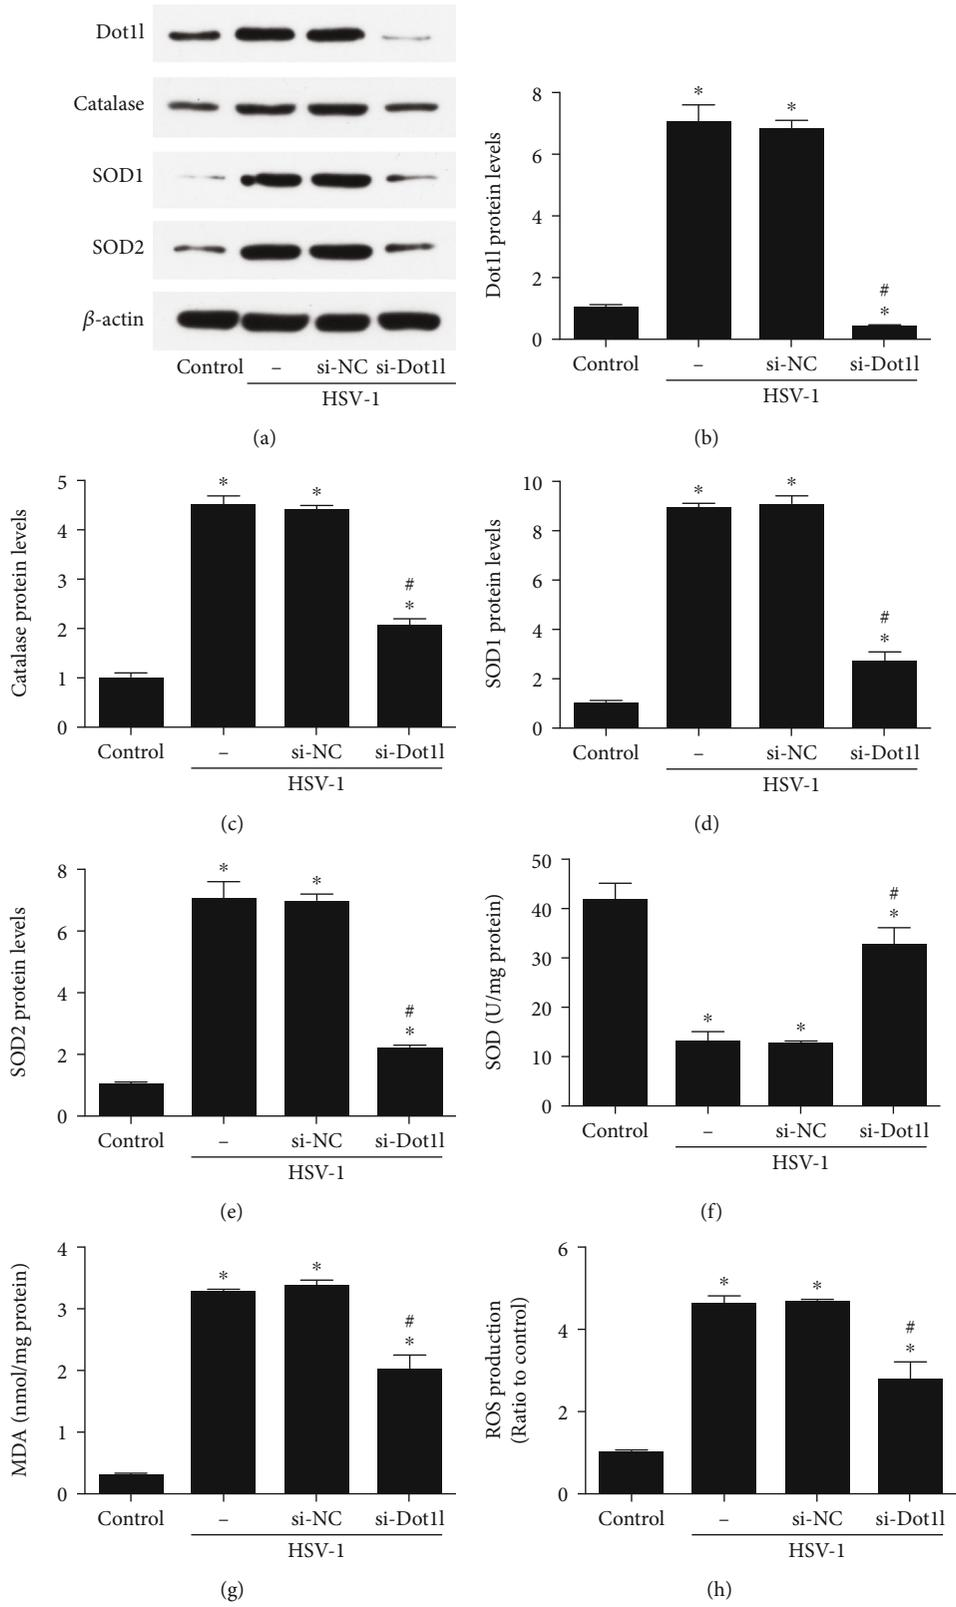 Dot1l
Catalase
SOD1
SOD2
β-actin
Control – si-NC si-Dot1l
HSV-1
(a)
Dot1l protein levels
8
6
4
2
0
*
*
#
*
Control – si-NC si-Dot1l
HSV-1
(b)
Catalase protein levels
5
4
3
2
1
0
*
*
#
*
Control – si-NC si-Dot1l
HSV-1
(c)
SOD1 protein levels
10
8
6
4
2
0
*
*
#
*
Control – si-NC si-Dot1l
HSV-1
(d)
SOD2 protein levels
8
6
4
2
0
*
*
#
*
Control – si-NC si-Dot1l
HSV-1
(e)
SOD (U/mg protein)
50
40
30
20
10
0
*
*
#
*
Control – si-NC si-Dot1l
HSV-1
(f)
MDA (nmol/mg protein)
4
3
2
1
0
*
*
#
*
Control – si-NC si-Dot1l
HSV-1
(g)
ROS production
(Ratio to control)
6
4
2
0
*
*
#
*
Control – si-NC si-Dot1l
HSV-1
(h)